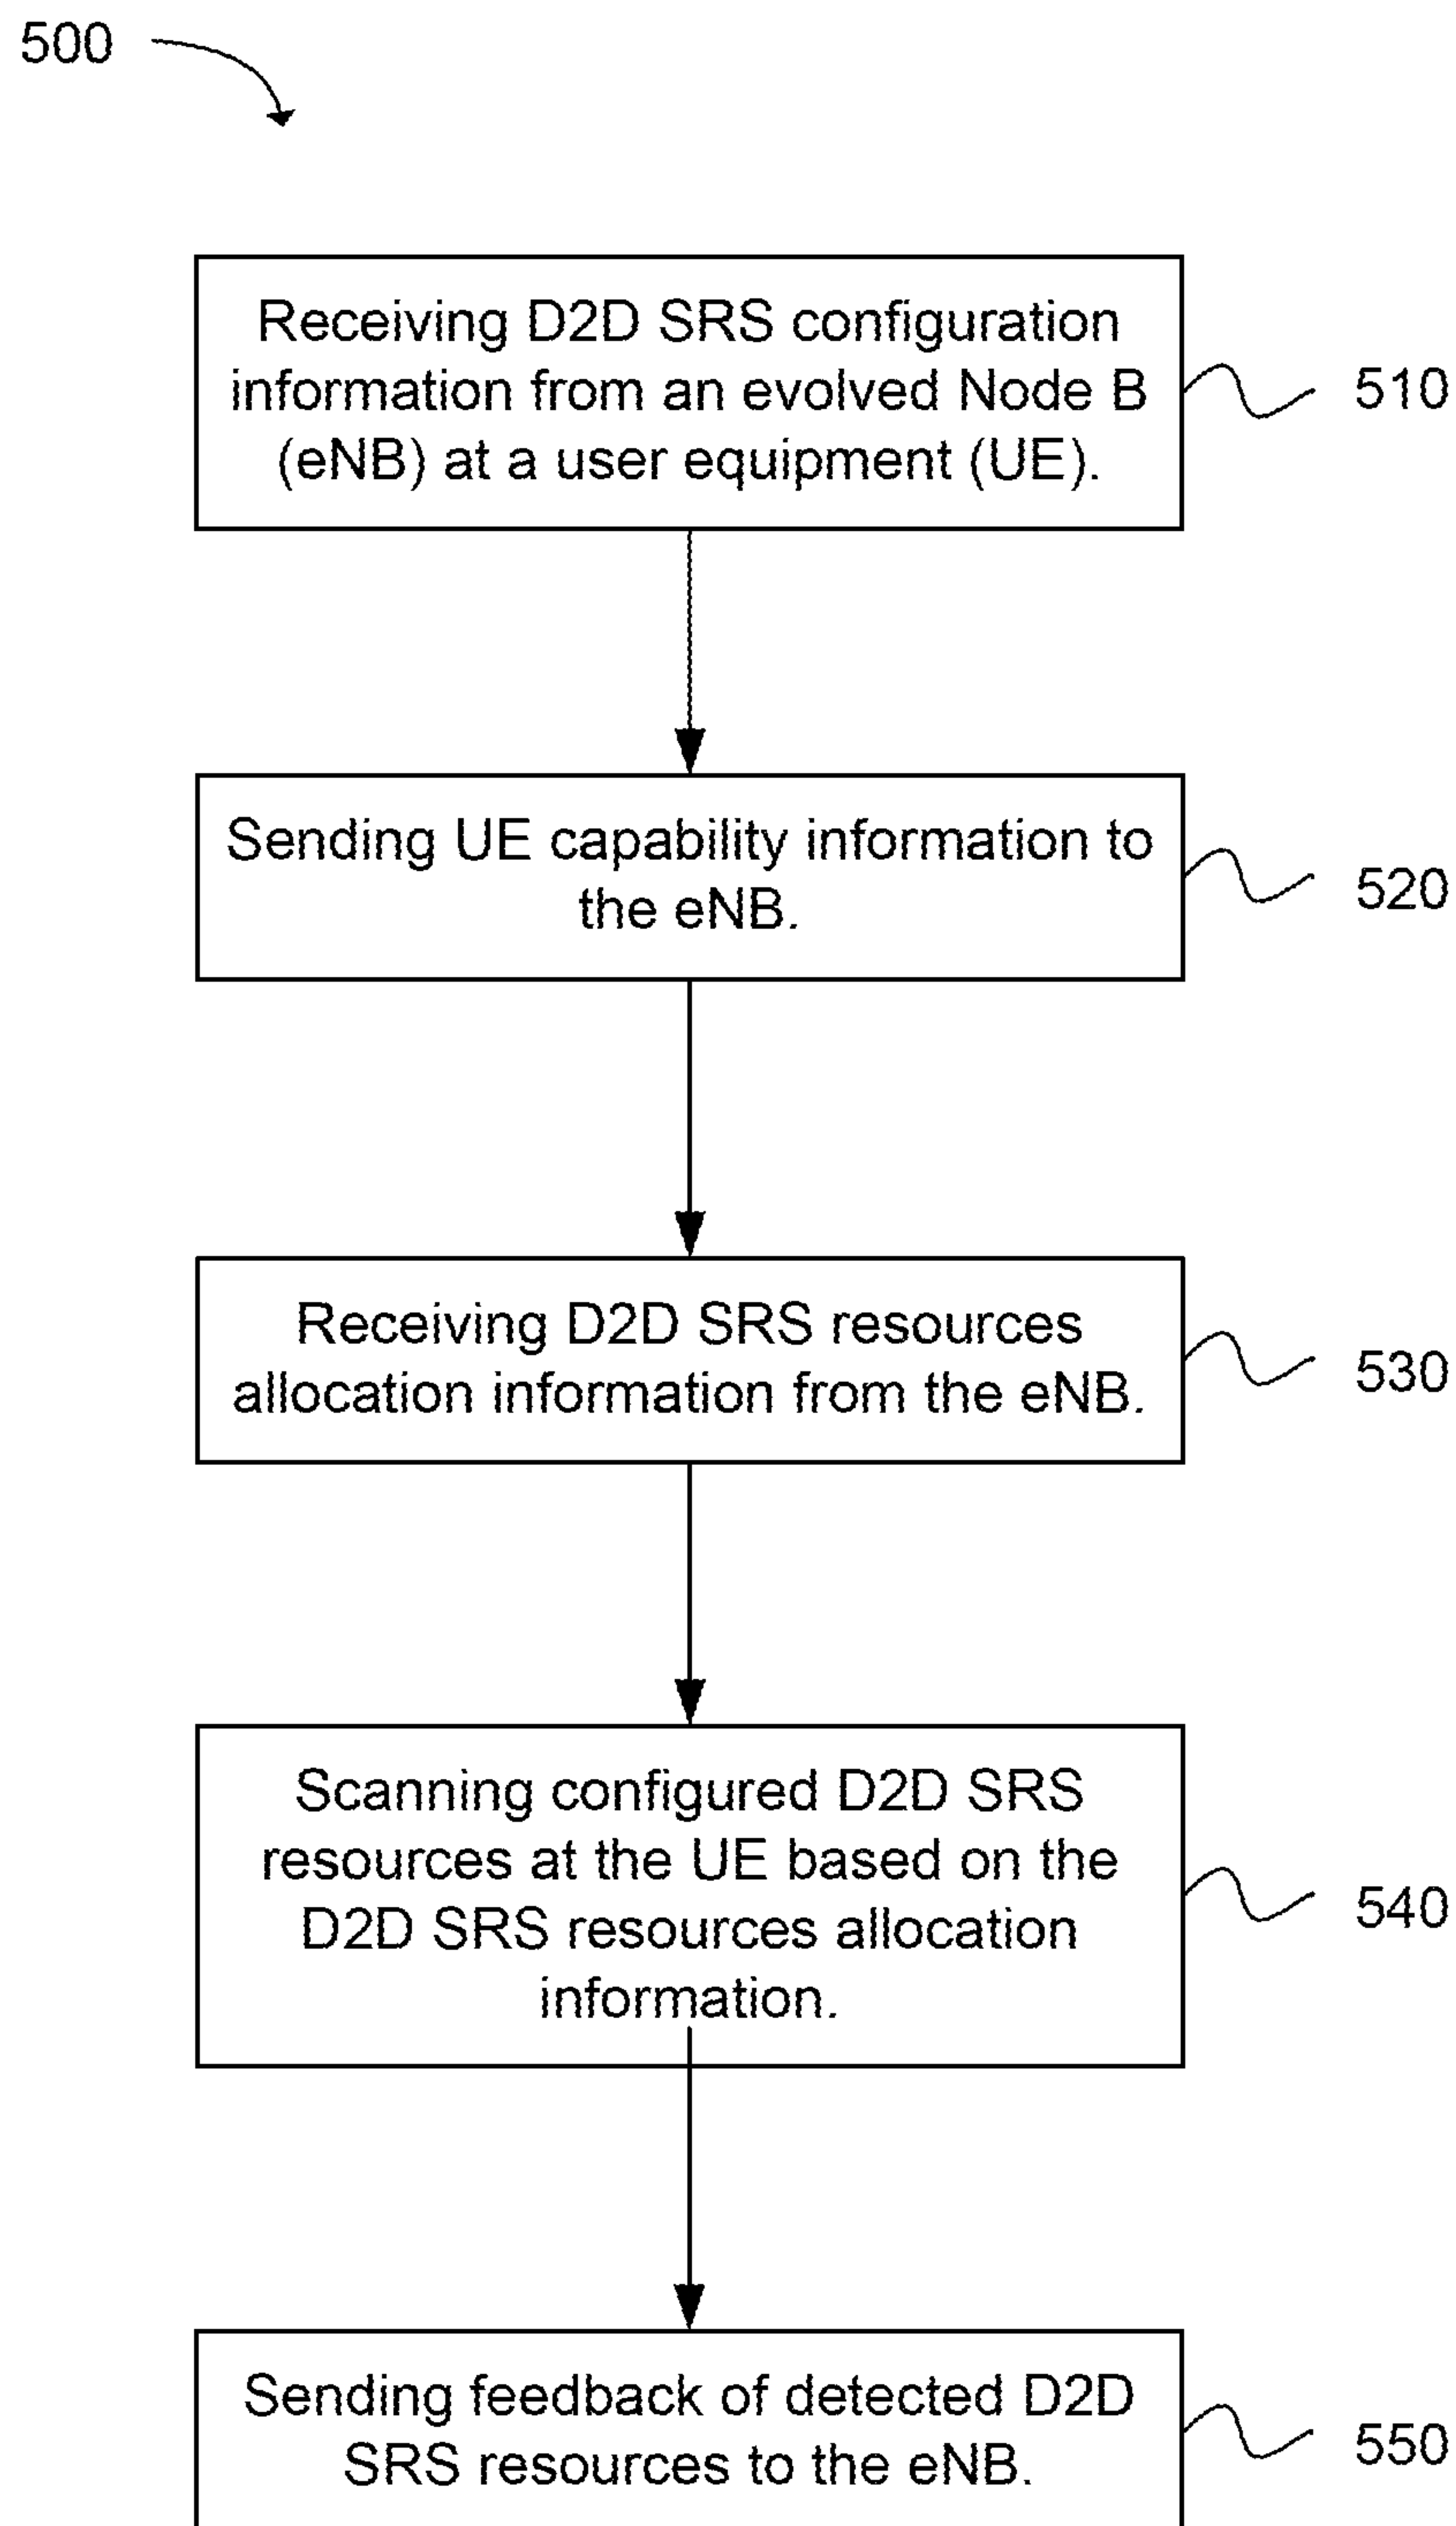 500
Receiving D2D SRS configuration
information from an evolved Node B
(eNB) at a user equipment (UE).
510
Sending UE capability information to
the eNB.
520
Receiving D2D SRS resources
allocation information from the eNB.
530
Scanning configured D2D SRS
resources at the UE based on the
D2D SRS resources allocation
information.
540
Sending feedback of detected D2D
SRS resources to the eNB.
550